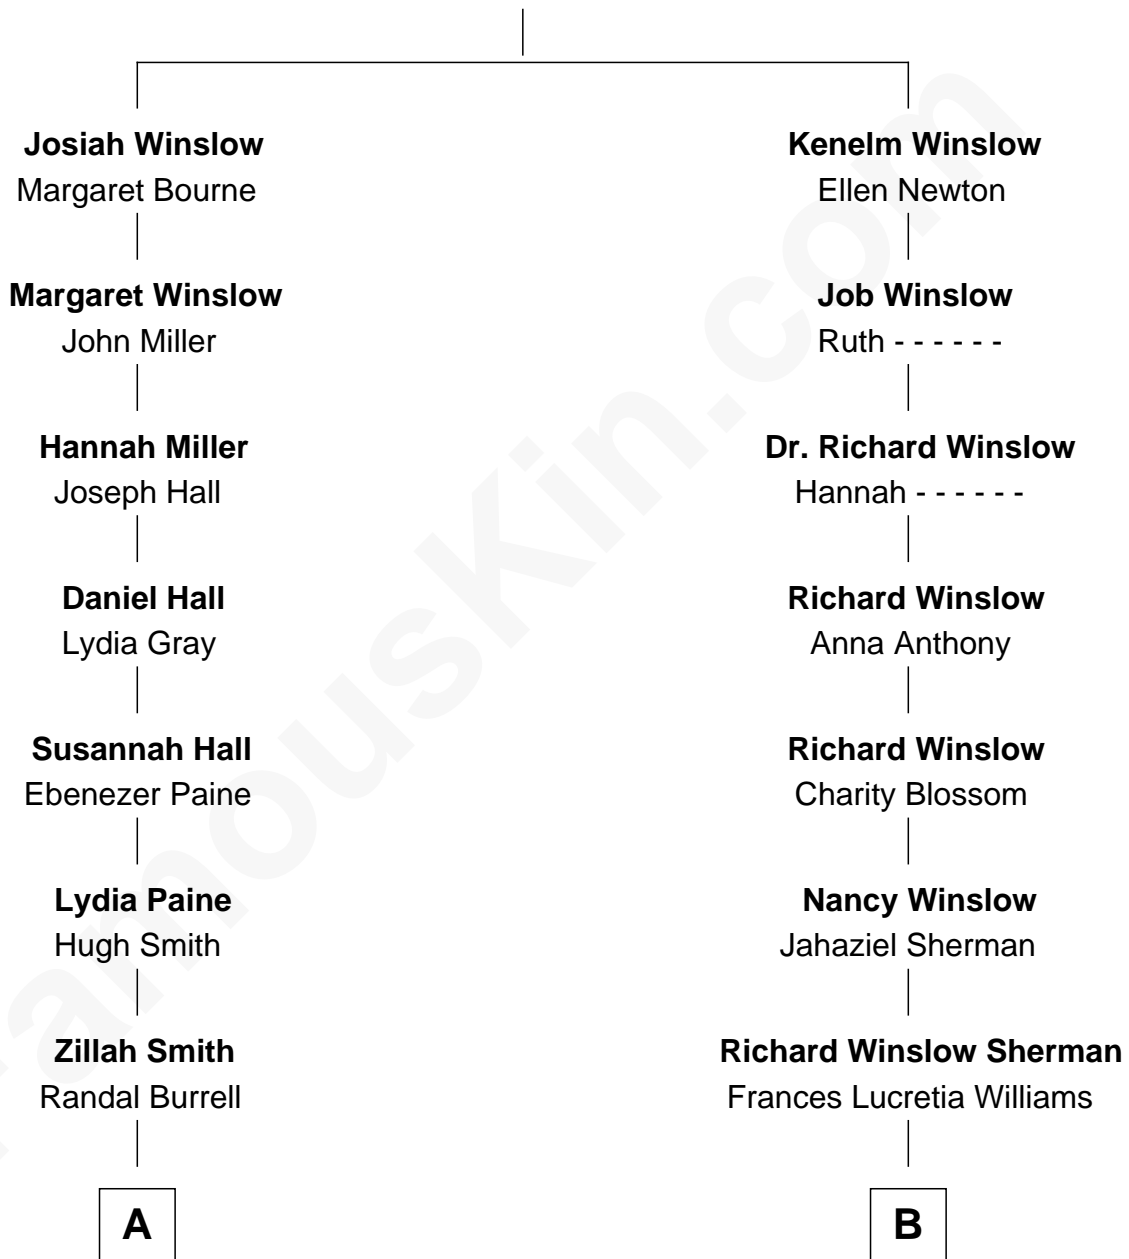 Josiah Winslow
Margaret Bourne
Margaret Winslow
John Miller
Hannah Miller
Joseph Hall
Daniel Hall
Lydia Gray
Susannah Hall
Ebenezer Paine
Lydia Paine
Hugh Smith
Zillah Smith
Randal Burrell
A
Kenelm Winslow
Ellen Newton
Job Winslow
Ruth - - - - - -
Dr. Richard Winslow
Hannah - - - - - -
Richard Winslow
Anna Anthony
Richard Winslow
Charity Blossom
Nancy Winslow
Jahaziel Sherman
Richard Winslow Sherman
Frances Lucretia Williams
B
FamousKin.com